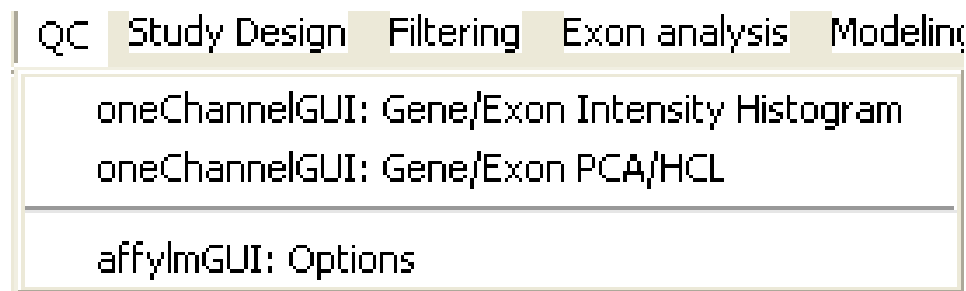 QC Study Design Filtering Exon analysis Modeling
oneChannelGUI: Gene/Exon Intensity Histogram
oneChannelGUI: Gene/Exon PCA/HCL
affylmGUI: Options